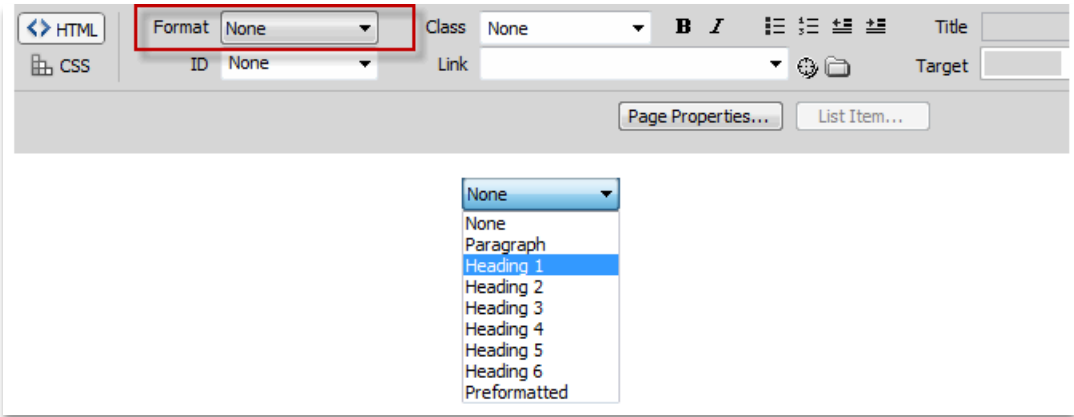 HTML Format None Class None B I Title
CSS ID None Link Target
Page Properties... List Item...
None
None
Paragraph
Heading 1
Heading 2
Heading 3
Heading 4
Heading 5
Heading 6
Preformatted